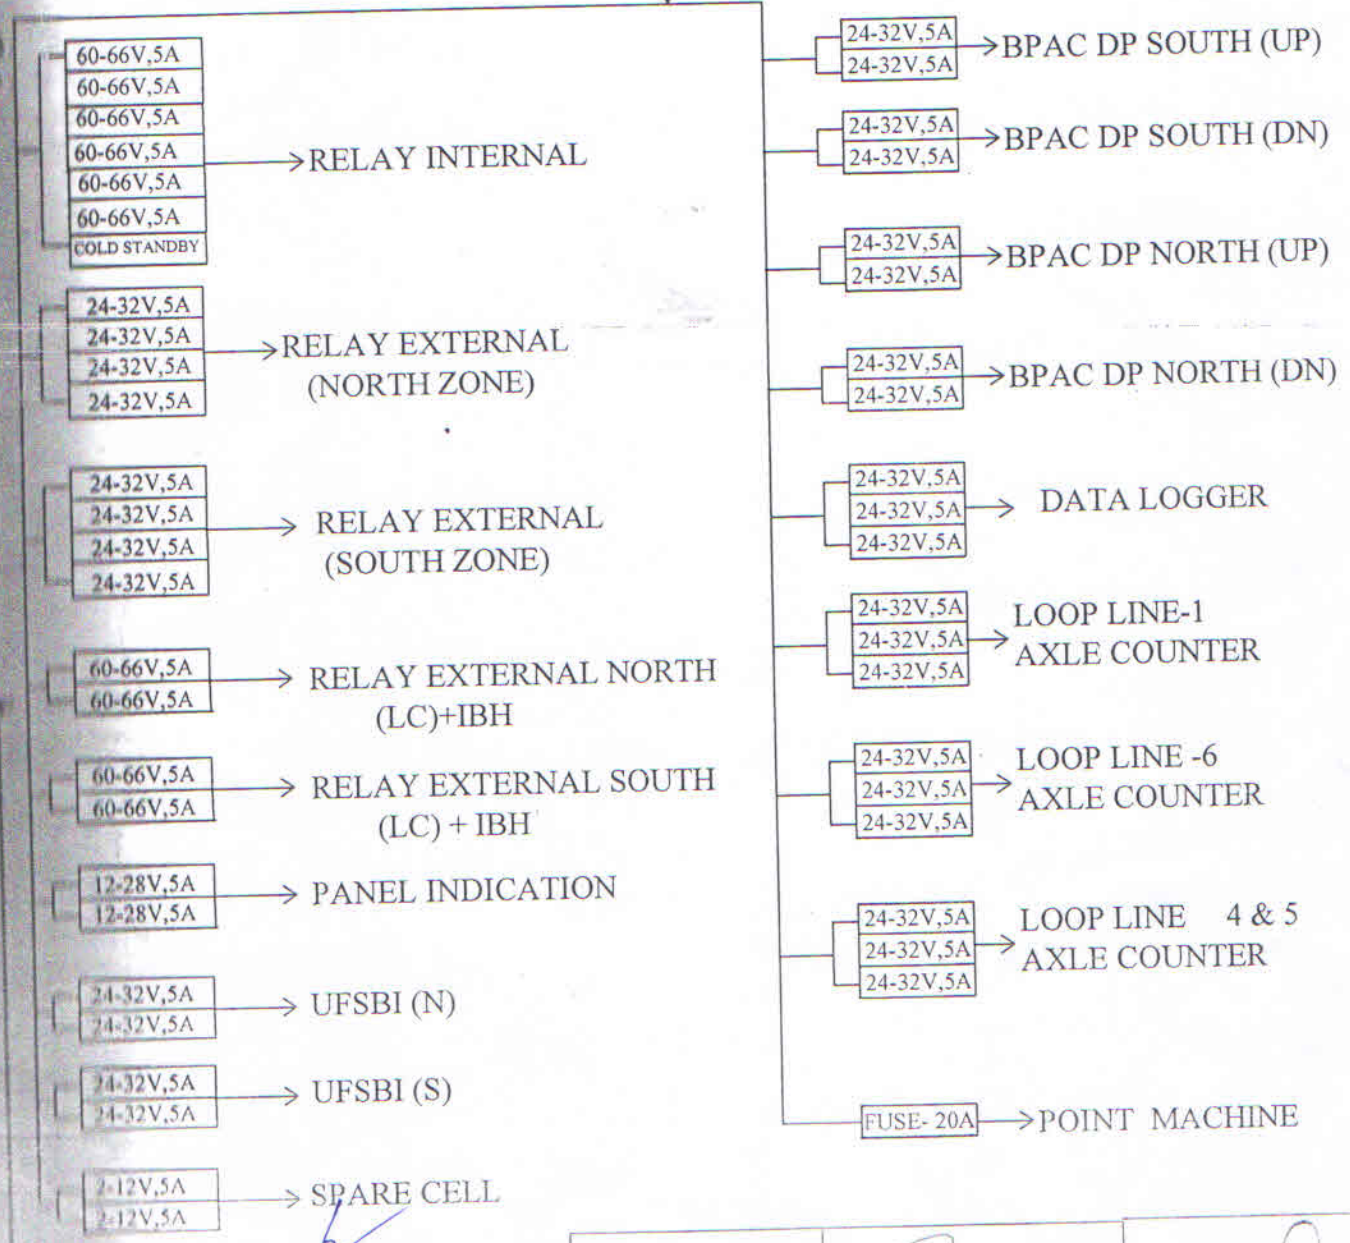 60-66V,5A
60-66V,5A
60-66V,5A
60-66V,5A
60-66V,5A
60-66V,5A
COLD STANDBY
RELAY INTERNAL
24-32V,5A
24-32V,5A
24-32V,5A
24-32V,5A
RELAY EXTERNAL
(NORTH ZONE)
24-32V,5A
24-32V,5A
24-32V,5A
24-32V,5A
RELAY EXTERNAL
(SOUTH ZONE)
60-66V,5A
60-66V,5A
RELAY EXTERNAL NORTH
(LC)+IBH
60-66V,5A
60-66V,5A
RELAY EXTERNAL SOUTH
(LC) + IBH
12-28V,5A
12-28V,5A
PANEL INDICATION
24-32V,5A
24-32V,5A
UFSBI (N)
24-32V,5A
24-32V,5A
UFSBI (S)
2-12V,5A
2-12V,5A
SPARE CELL
24-32V,5A
24-32V,5A
BPAC DP SOUTH (UP)
24-32V,5A
24-32V,5A
BPAC DP SOUTH (DN)
24-32V,5A
24-32V,5A
BPAC DP NORTH (UP)
24-32V,5A
24-32V,5A
BPAC DP NORTH (DN)
24-32V,5A
24-32V,5A
24-32V,5A
DATA LOGGER
24-32V,5A
24-32V,5A
24-32V,5A
LOOP LINE-1
AXLE COUNTER
24-32V,5A
24-32V,5A
24-32V,5A
LOOP LINE -6
AXLE COUNTER
24-32V,5A
24-32V,5A
24-32V,5A
LOOP LINE 4 & 5
AXLE COUNTER
FUSE- 20A
POINT MACHINE